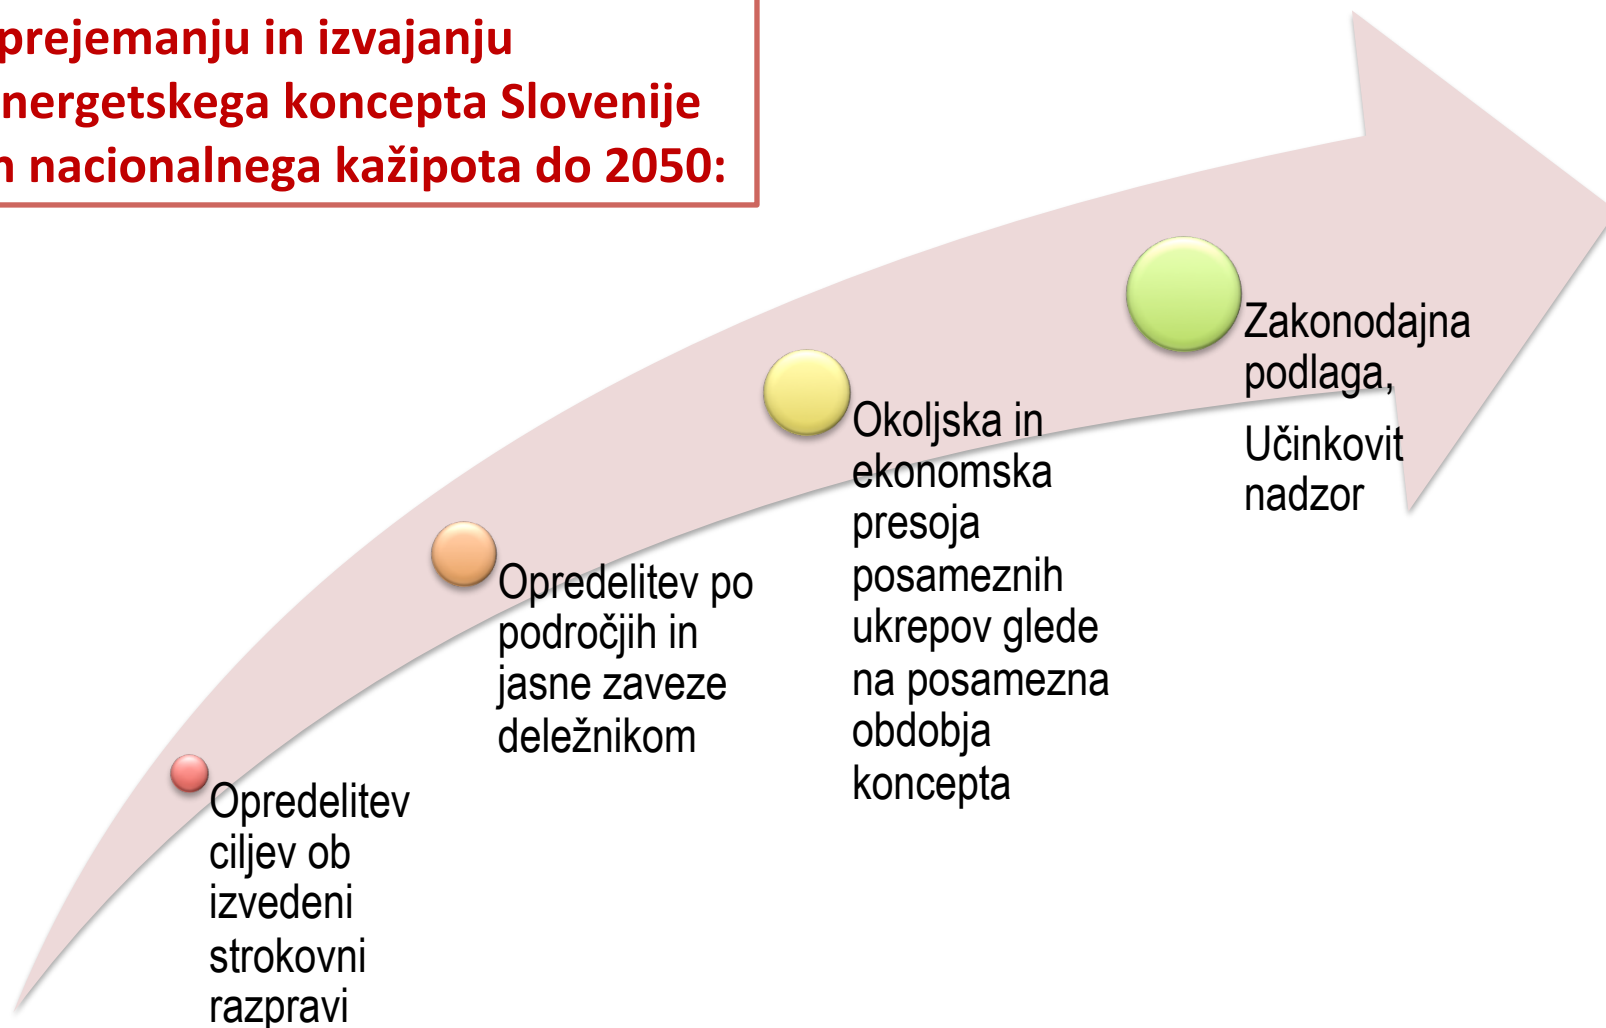 prejemanju in izvajanju
nergetskega koncepta Slovenije
nacionalnega kažipota do 2050:
Opredelitev
ciljev ob
izvedeni
strokovni
razpravi
Opredelitev po
področjih in
jasne zaveze
deležnikom
Okoljska in
ekonomska
presoja
posameznih
ukrepov glede
na posamezna
obdobja
koncepta
Zakonodajna
podlaga,
Učinkovit
nadzor